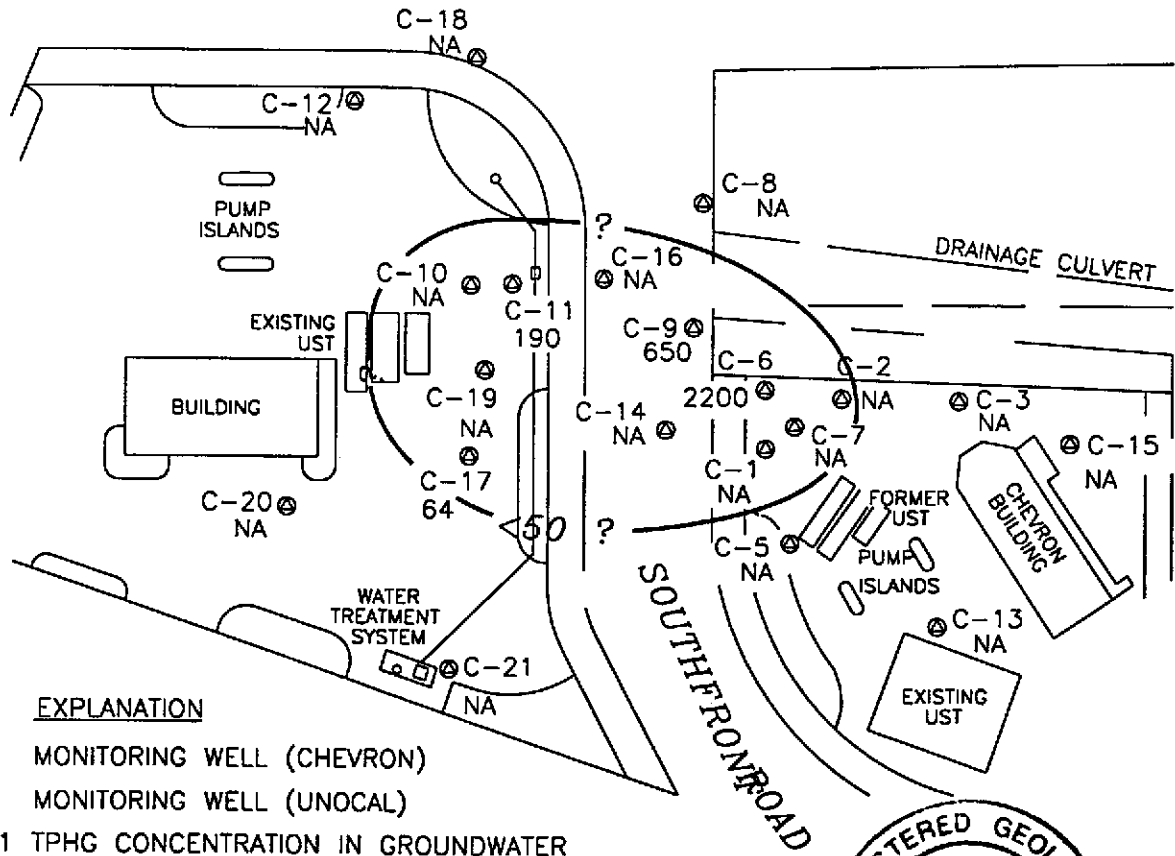 C-18
NA
C-12
NA
PUMP
ISLANDS
C-8
NA
DRAINAGE CULVERT
?
C-16
NA
C-10
NA
C-11
190
EXISTING
UST
C-9
650
C-6
2200
C-2
NA
BUILDING
C-19
NA
C-14
NA
C-3
NA
C-7
NA
C-15
NA
C-1
NA
C-17
64
C-20
NA
<50
?
FORMER
UST
CHEVRON
BUILDING
C-5
NA
PUMP
ISLANDS
WATER
TREATMENT
SYSTEM
C-21
NA
C-13
NA
EXISTING
UST
SOUTHFRONT ROAD
EXPLANATION
MONITORING WELL (CHEVRON)
MONITORING WELL (UNOCAL)
1 TPHG CONCENTRATION IN GROUNDWATER